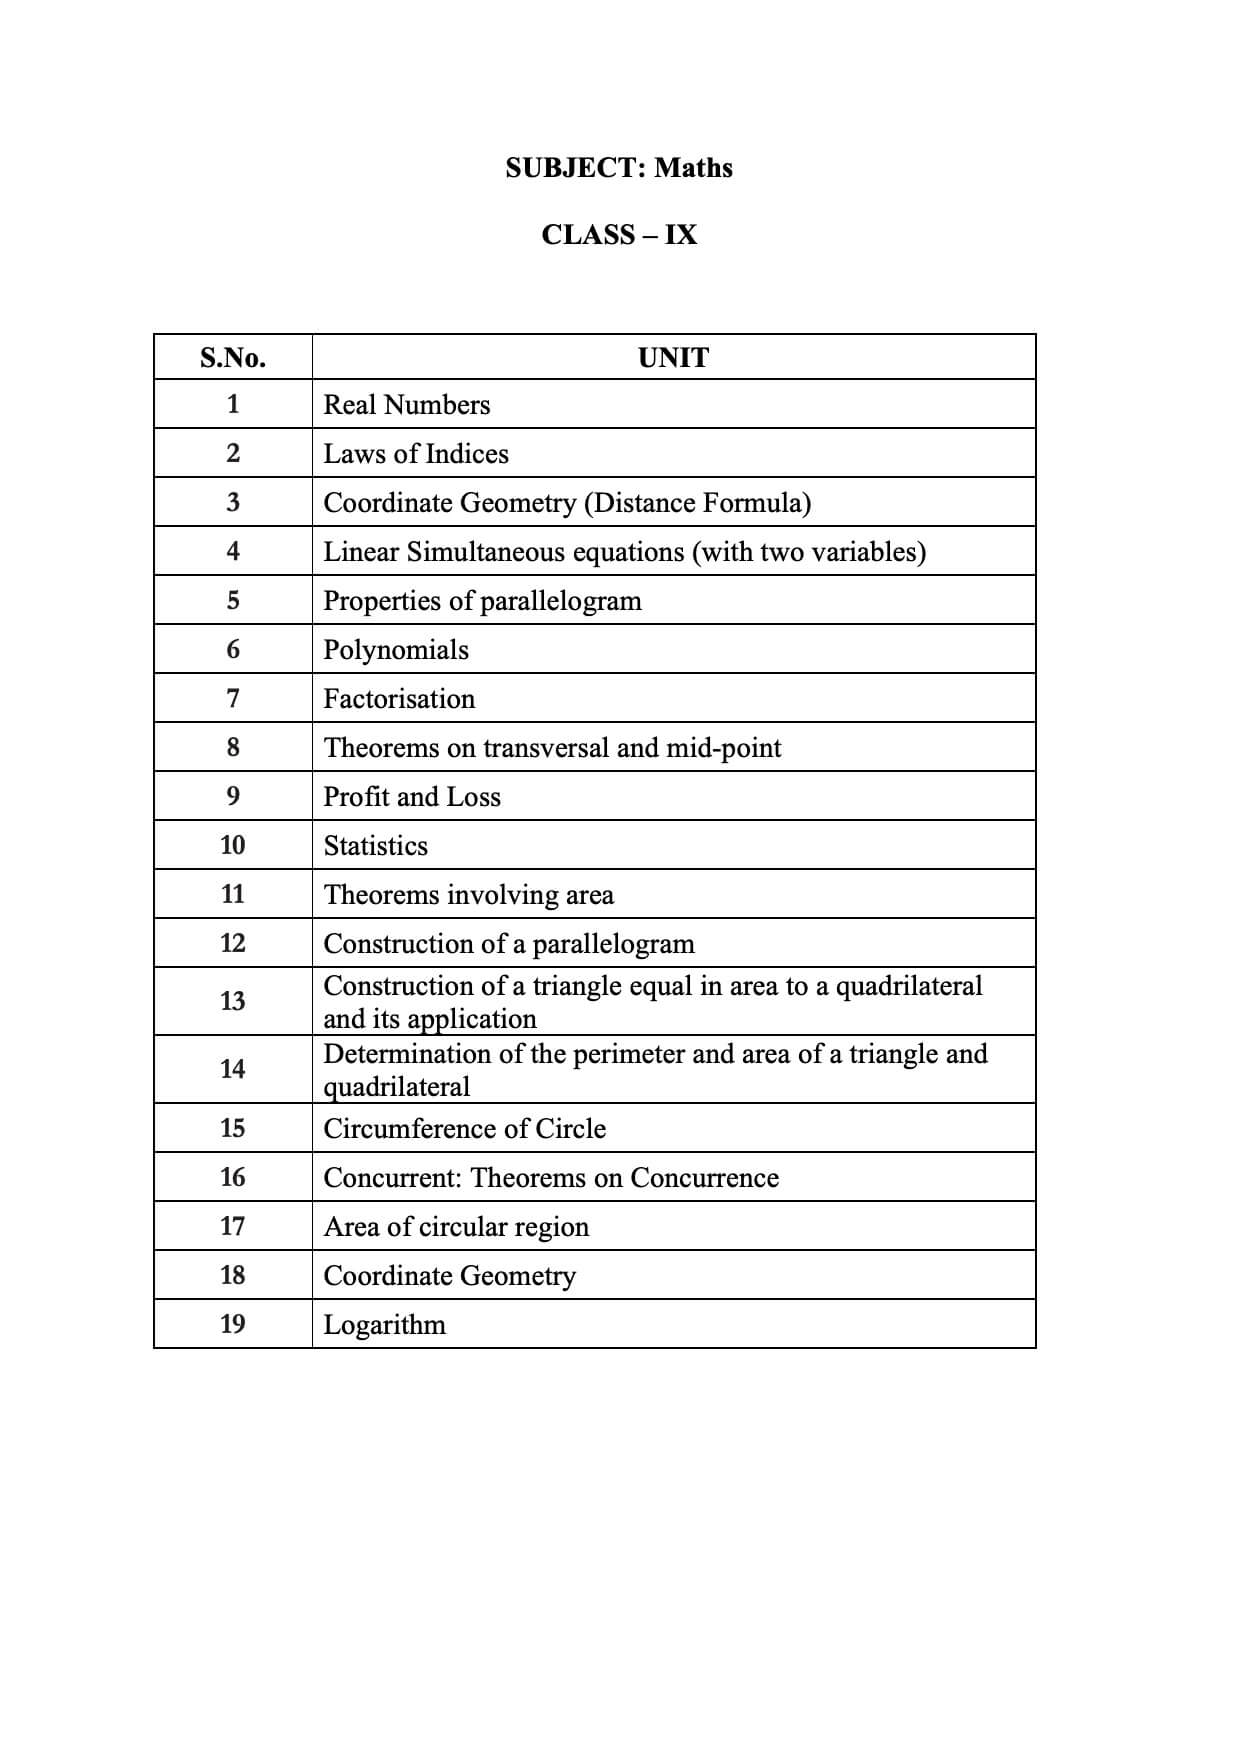 SUBJECT: Maths
CLASS – IX
S.No. UNIT
1 Real Numbers
2 Laws of Indices
3 Coordinate Geometry (Distance Formula)
4 Linear Simultaneous equations (with two variables)
5 Properties of parallelogram
6 Polynomials
7 Factorisation
8 Theorems on transversal and mid-point
9 Profit and Loss
10 Statistics
11 Theorems involving area
12 Construction of a parallelogram
13 Construction of a triangle equal in area to a quadrilateral
and its application
14 Determination of the perimeter and area of a triangle and
quadrilateral
15 Circumference of Circle
16 Concurrent: Theorems on Concurrence
17 Area of circular region
18 Coordinate Geometry
19 Logarithm